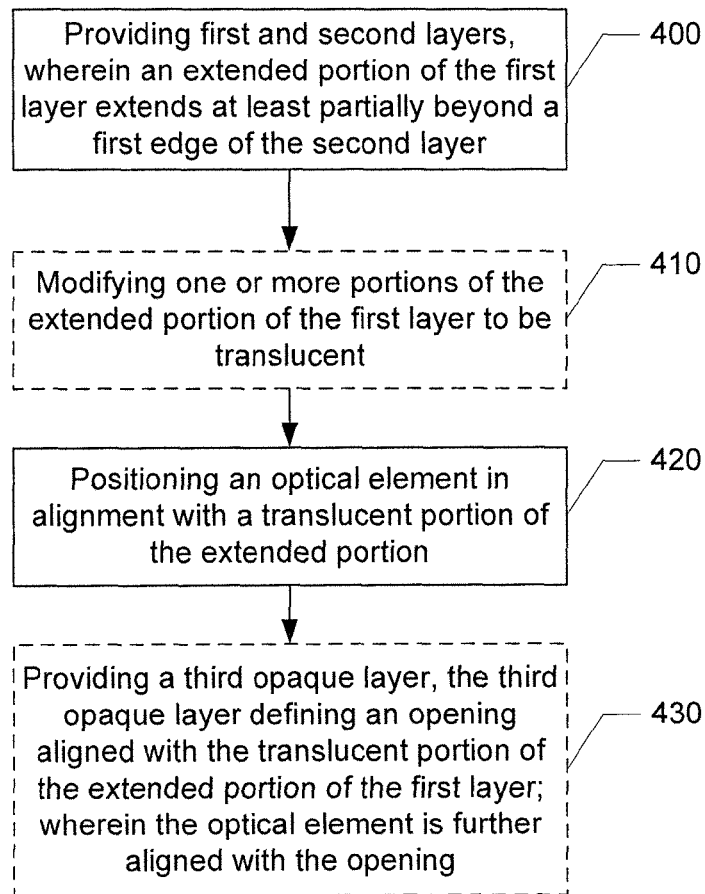 Providing first and second layers,
wherein an extended portion of the first
layer extends at least partially beyond a
first edge of the second layer
400
Modifying one or more portions of the
extended portion of the first layer to be
translucent
410
Positioning an optical element in
alignment with a translucent portion of
the extended portion
420
Providing a third opaque layer, the third
opaque layer defining an opening
aligned with the translucent portion of
the extended portion of the first layer;
wherein the optical element is further
aligned with the opening
430